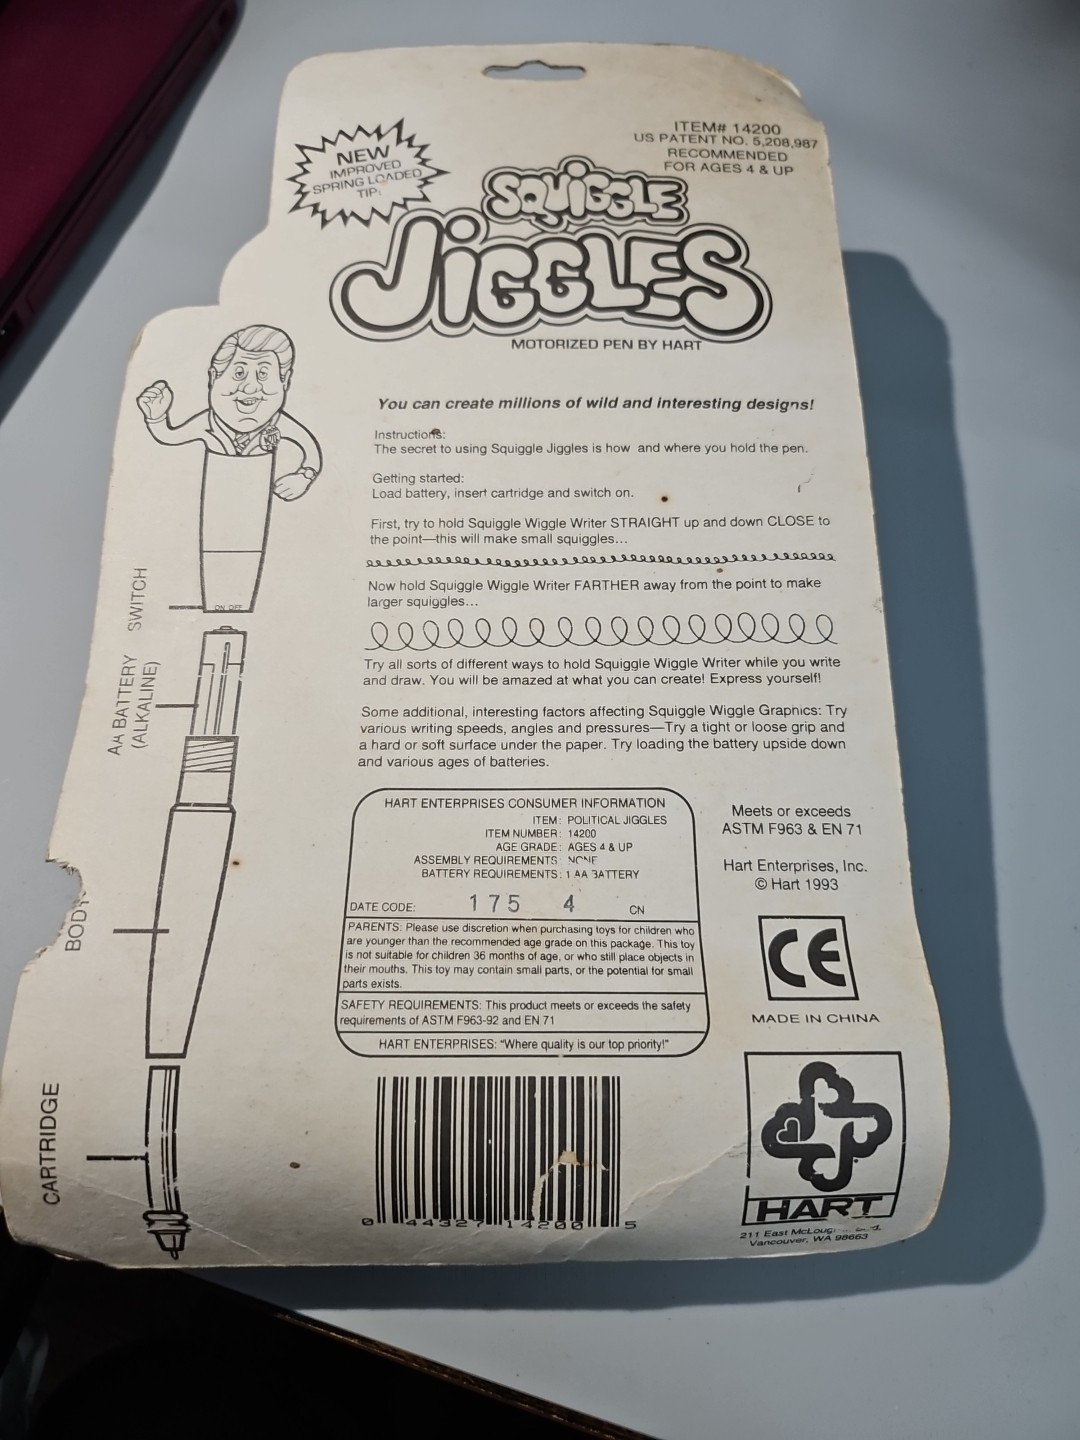 NEW
IMPROVED
SPRING LOADED
TIP!
ITEM# 14200
US PATENT NO. 5,208,987
RECOMMENDED
FOR AGES 4 & UP
SQUIGGLE
JIGGLES
MOTORIZED PEN BY HART
You can create millions of wild and interesting designs!
Instructions:
The secret to using Squiggle Jiggles is how and where you hold the pen.
Getting started:
Load battery, insert cartridge and switch on.
First, try to hold Squiggle Wiggle Writer STRAIGHT up and down CLOSE to
the point—this will make small squiggles...
Now hold Squiggle Wiggle Writer FARTHER away from the point to make
larger squiggles...
Try all sorts of different ways to hold Squiggle Wiggle Writer while you write
and draw. You will be amazed at what you can create! Express yourself!
Some additional, interesting factors affecting Squiggle Wiggle Graphics: Try
various writing speeds, angles and pressures—Try a tight or loose grip and
a hard or soft surface under the paper. Try loading the battery upside down
and various ages of batteries.
SWITCH
ON OFF
AA BATTERY
(ALKALINE)
BODY
CARTRIDGE
HART ENTERPRISES CONSUMER INFORMATION
ITEM: POLITICAL JIGGLES
ITEM NUMBER: 14200
AGE GRADE: AGES 4 & UP
ASSEMBLY REQUIREMENTS: NONE
BATTERY REQUIREMENTS: 1 AA BATTERY
DATE CODE: 175 4 CN
PARENTS: Please use discretion when purchasing toys for children who
are younger than the recommended age grade on this package. This toy
is not suitable for children 36 months of age, or who still place objects in
their mouths. This toy may contain small parts, or the potential for small
parts exists.
SAFETY REQUIREMENTS: This product meets or exceeds the safety
requirements of ASTM F963-92 and EN 71
HART ENTERPRISES: "Where quality is our top priority!"
Meets or exceeds
ASTM F963 & EN 71
Hart Enterprises, Inc.
© Hart 1993
CE
MADE IN CHINA
HART
211 East
Vancouver, WA 98663
0 44327 14200 5